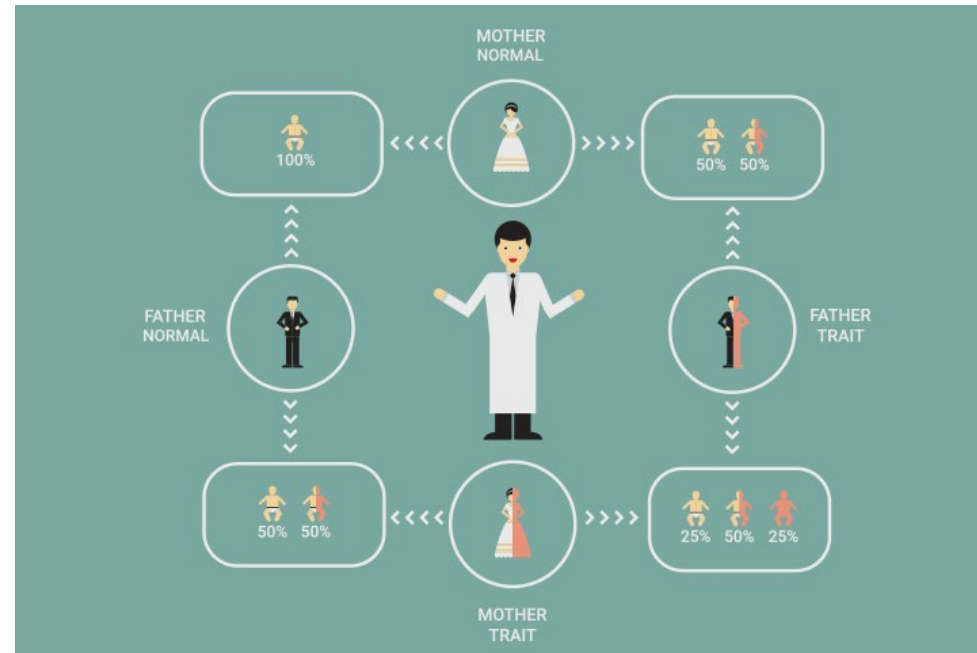 MOTHER
NORMAL
100%
50% 50%
FATHER
NORMAL
FATHER
TRAIT
50% 50%
25% 50% 25%
MOTHER
TRAIT